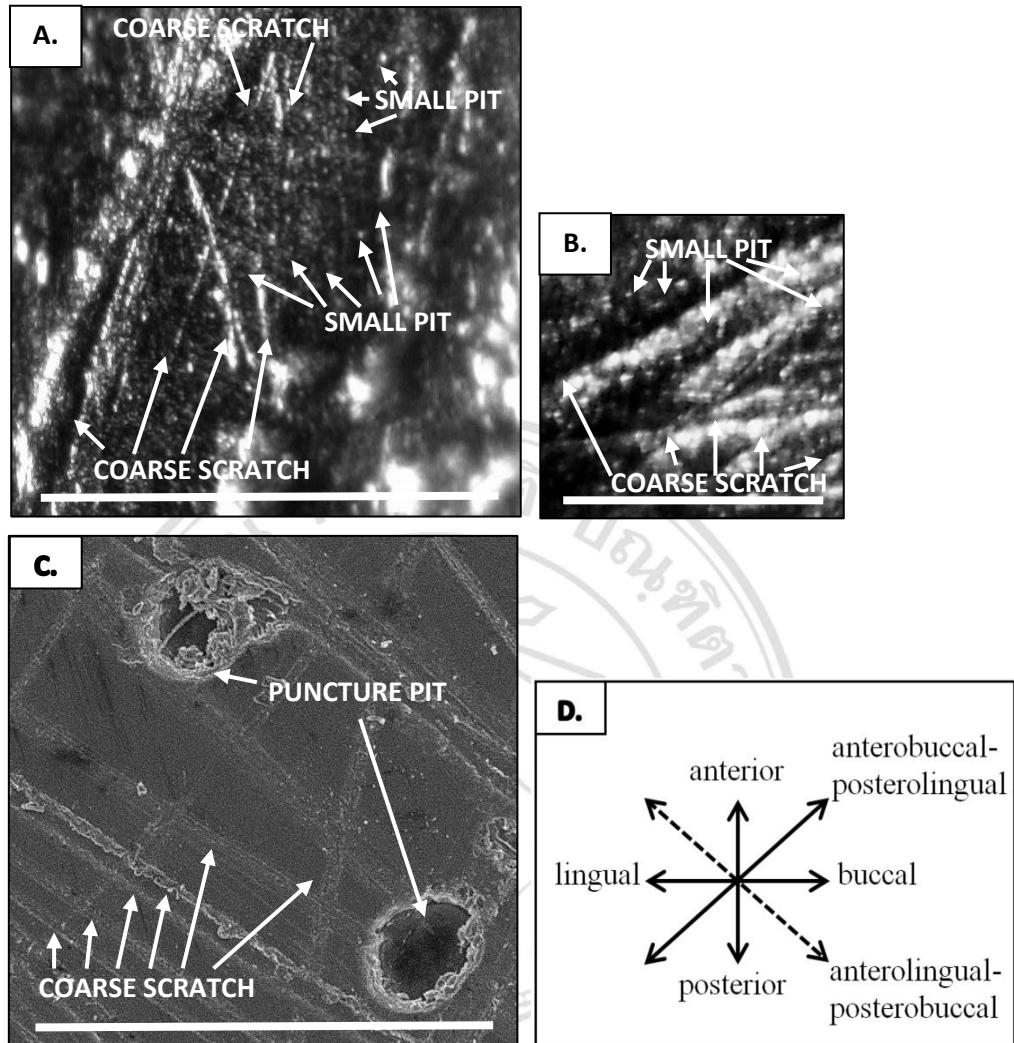 A.
COARSE SCRATCH
SMALL PIT
SMALL PIT
COARSE SCRATCH
B.
SMALL PIT
COARSE SCRATCH
C.
PUNCTURE PIT
COARSE SCRATCH
D.
anterior
anterobuccal-
posterolingual
lingual
buccal
posterior
anterolingual-
posterobuccal